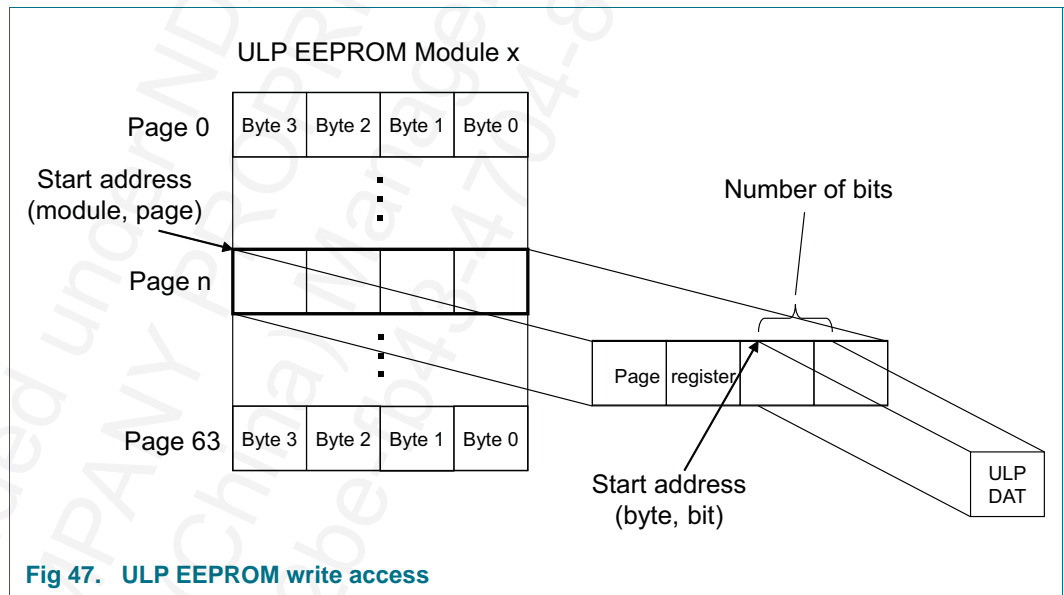 ULP EEPROM Module x
Page 0
Byte 3 Byte 2 Byte 1 Byte 0
Start address
(module, page)
Number of bits
Page n
Page register
Page 63
Byte 3 Byte 2 Byte 1 Byte 0
Start address
(byte, bit)
ULP
DAT
Fig 47. ULP EEPROM write access